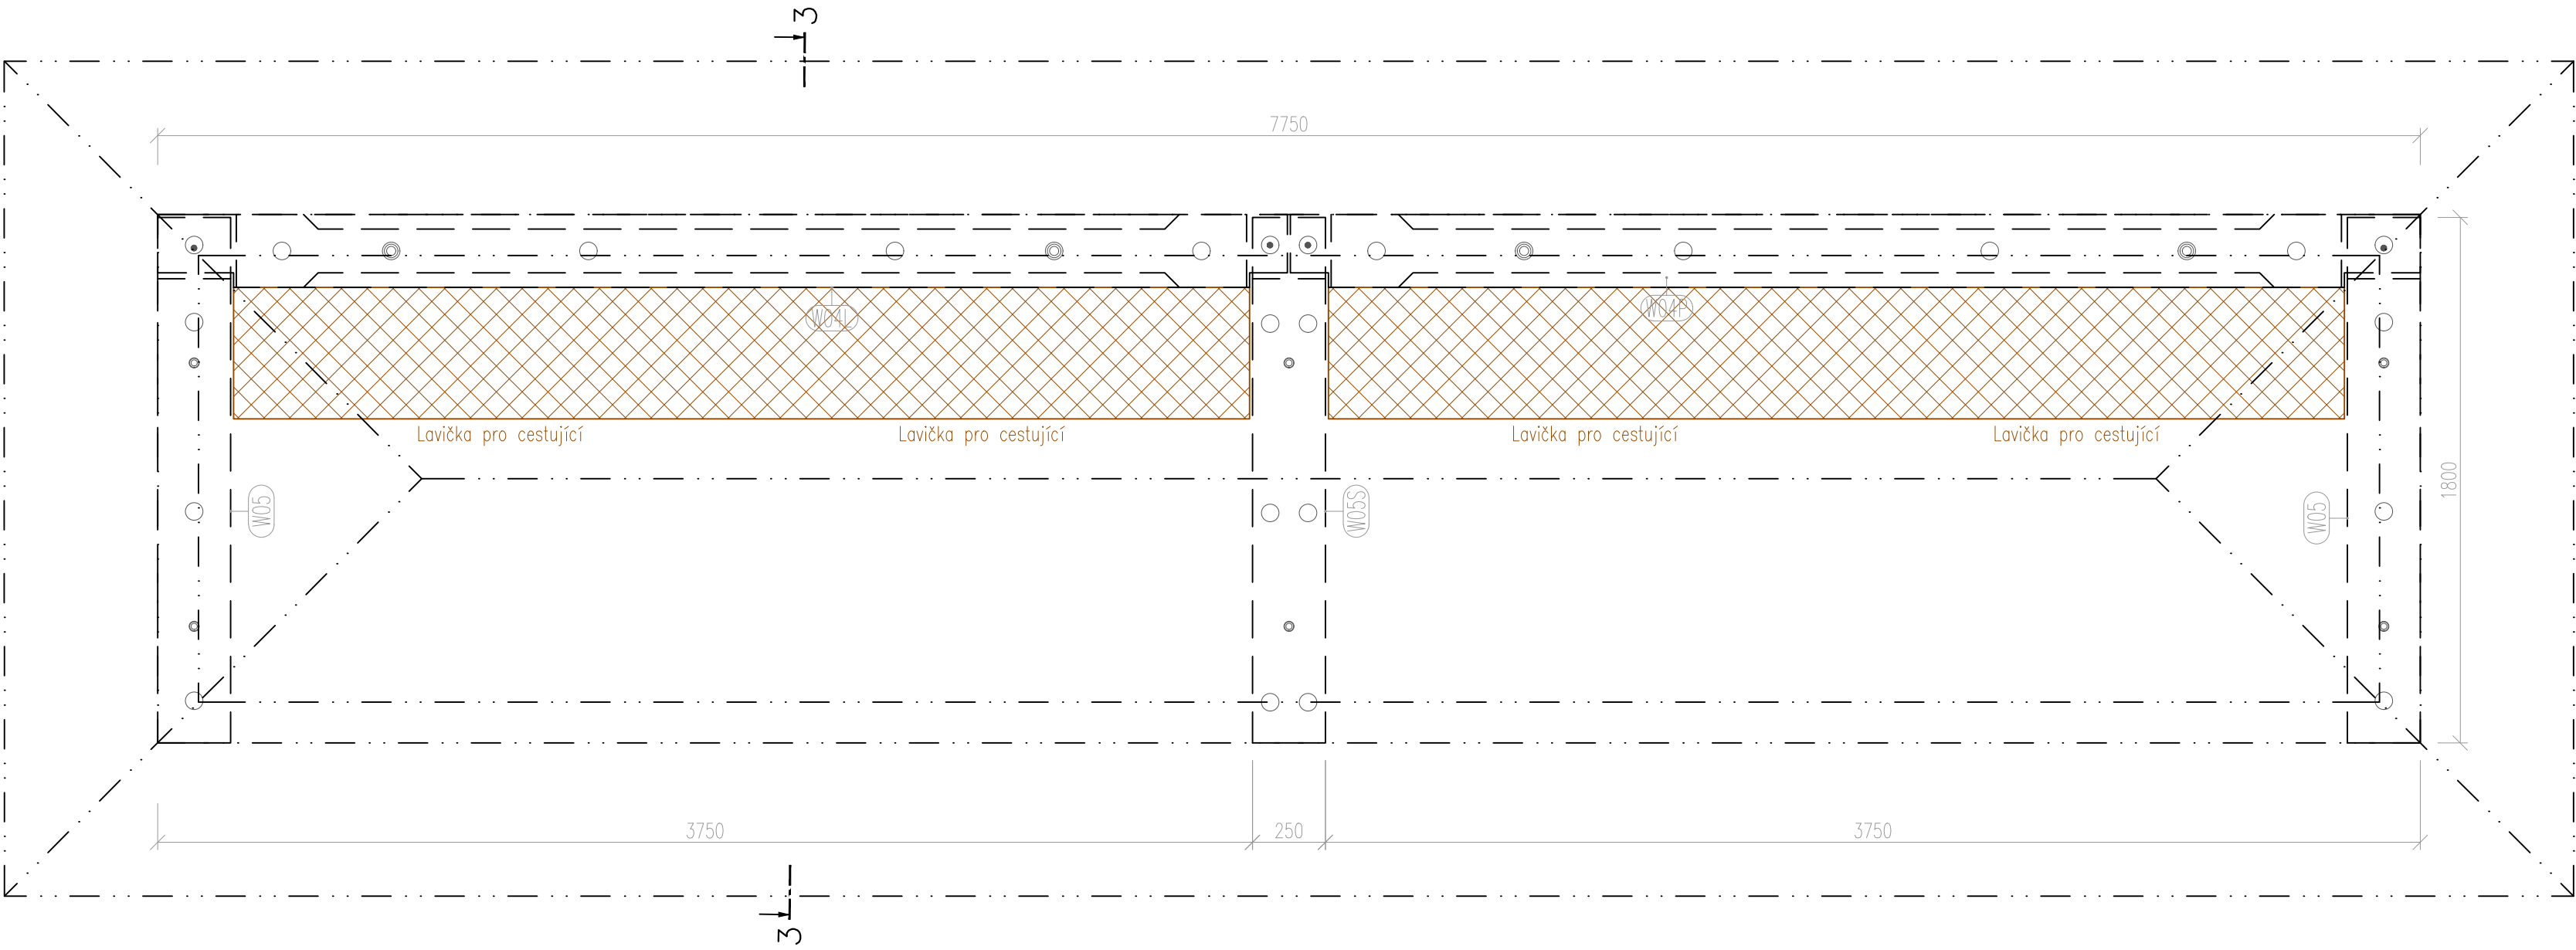 3
7750
W04L
W04P
Lavička pro cestující
Lavička pro cestující
Lavička pro cestující
Lavička pro cestující
W05
W05S
W05
1800
3750
250
3750
3